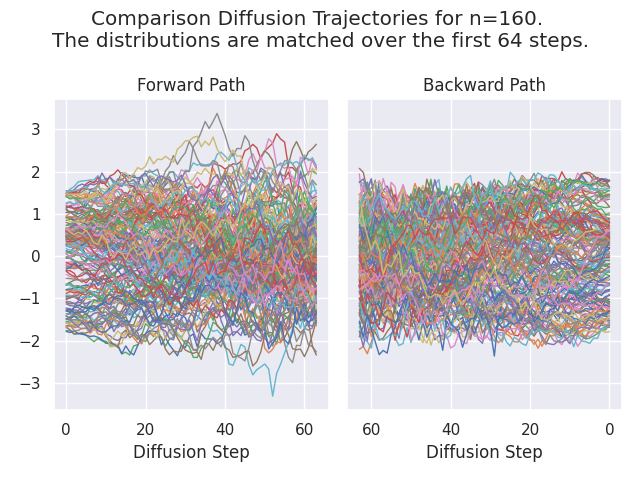 Comparison Diffusion Trajectories for n=160.
The distributions are matched over the first 64 steps.
Forward Path
Backward Path
3
2
1
0
−1
−2
−3
0 20 40 60
60 40 20 0
Diffusion Step
Diffusion Step